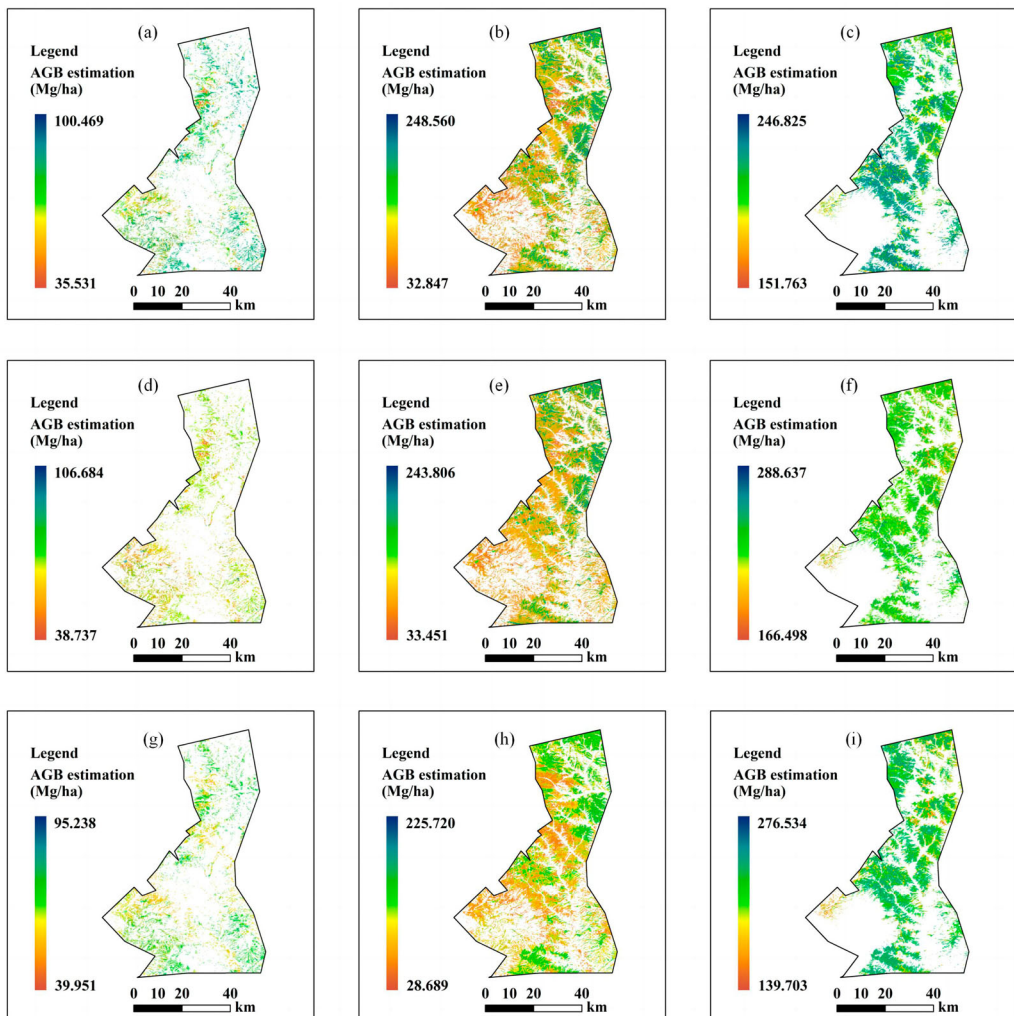 (a)
Legend
AGB estimation
(Mg/ha)
100.469
35.531
0 10 20 40
km
(b)
Legend
AGB estimation
(Mg/ha)
248.560
32.847
0 10 20 40
km
(c)
Legend
AGB estimation
(Mg/ha)
246.825
151.763
0 10 20 40
km
(d)
Legend
AGB estimation
(Mg/ha)
106.684
38.737
0 10 20 40
km
(e)
Legend
AGB estimation
(Mg/ha)
243.806
33.451
0 10 20 40
km
(f)
Legend
AGB estimation
(Mg/ha)
288.637
166.498
0 10 20 40
km
(g)
Legend
AGB estimation
(Mg/ha)
95.238
39.951
0 10 20 40
km
(h)
Legend
AGB estimation
(Mg/ha)
225.720
28.689
0 10 20 40
km
(i)
Legend
AGB estimation
(Mg/ha)
276.534
139.703
0 10 20 40
km